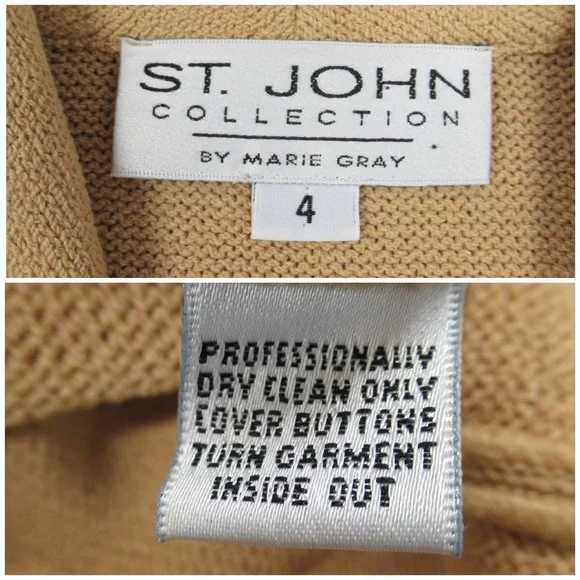 ST. JOHN
COLLECTION
BY MARIE GRAY
4
PROFESSIONALLY
DRY CLEAN ONLY
COVER BUTTONS
TURN GARMENT
INSIDE OUT